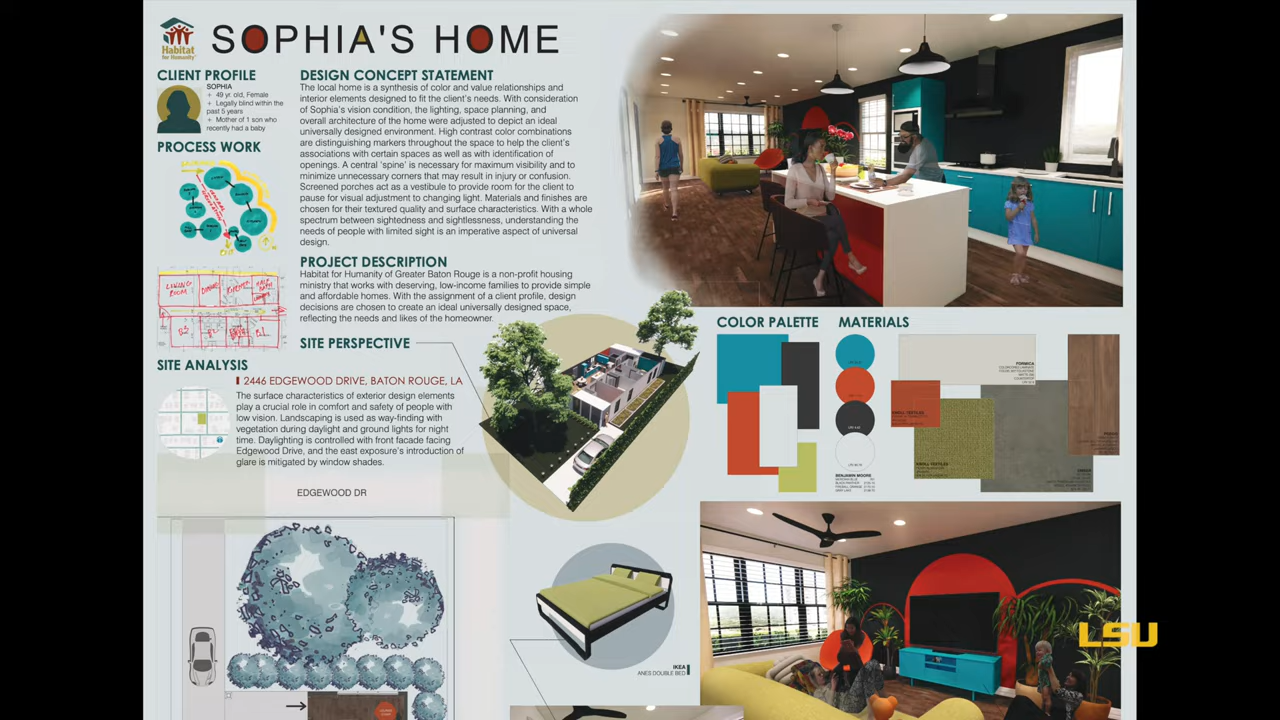 Habitat
for Humanity
SOPHIA'S HOME
CLIENT PROFILE
SOPHIA
+ 49 yr. old, Female
+ Legally blind within the
past 5 years
+ Mother of 1 son who
recently had a baby
PROCESS WORK
LIVING
ROOM
DINING
KITCHEN
SITE ANALYSIS
2446 EDGEWOOD DRIVE, BATON ROUGE, LA
The surface characteristics of exterior design elements
play a crucial role in comfort and safety of people with
low vision. Landscaping is used as way-finding with
vegetation during daylight and ground lights for night
time. Daylighting is controlled with front facade facing
Edgewood Drive, and the east exposure's introduction of
glare is mitigated by window shades.
EDGEWOOD DR
DESIGN CONCEPT STATEMENT
The local home is a synthesis of color and value relationships and
interior elements designed to fit the client's needs. With consideration
of Sophia's vision condition, the lighting, space planning, and
overall architecture of the home were adjusted to depict an ideal
universally designed environment. High contrast color combinations
are distinguishing markers throughout the space to help the client's
associations with certain spaces as well as with identification of
openings. A central 'spine' is necessary for maximum visibility and to
minimize unnecessary corners that may result in injury or confusion.
Screened porches act as a vestibule to provide room for the client to
pause for visual adjustment to changing light. Materials and finishes are
chosen for their textured quality and surface characteristics. With a whole
spectrum between sightedness and sightlessness, understanding the
needs of people with limited sight is an imperative aspect of universal
design.
PROJECT DESCRIPTION
Habitat for Humanity of Greater Baton Rouge is a non-profit housing
ministry that works with deserving, low-income families to provide simple
and affordable homes. With the assignment of a client profile, design
decisions are chosen to create an ideal universally designed space,
reflecting the needs and likes of the homeowner.
SITE PERSPECTIVE
IKEA
ANES DOUBLE BED
COLOR PALETTE
MATERIALS
BENJAMIN MOORE
FORMICA
SMALL TEXTILES
LSU